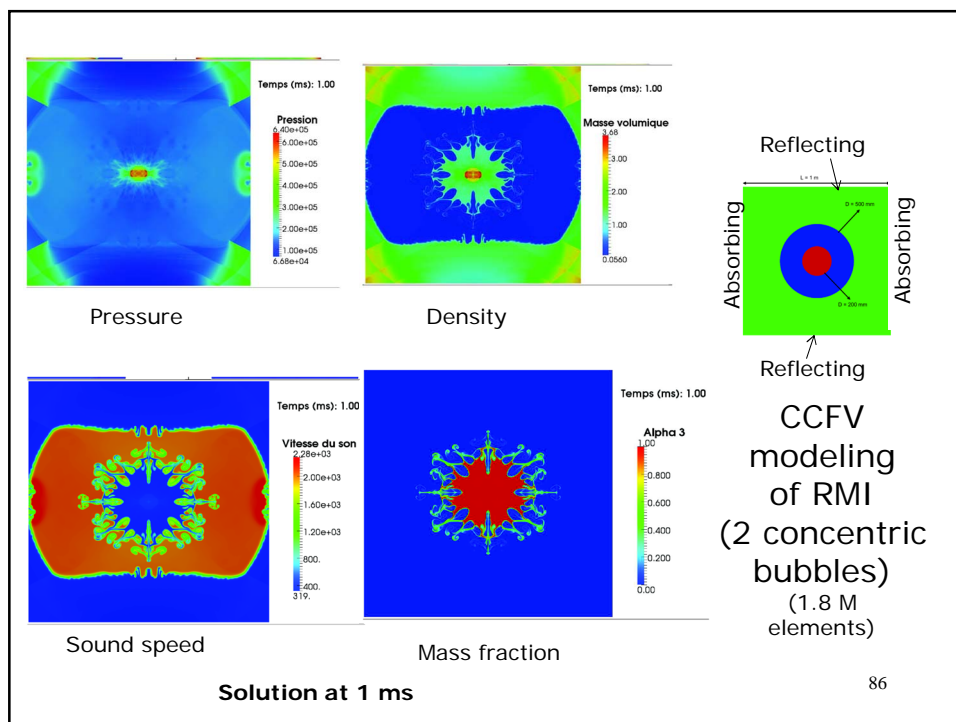 Temps (ms): 1.00
Pression
6.40e+05
6.00e+05
5.00e+05
4.00e+05
3.00e+05
2.00e+05
1.00e+05
6.68e+04
Pressure
Temps (ms): 1.00
Masse volumique
3.68
3.00
2.00
1.00
0.0560
Density
Reflecting
L = 1 m
Absorbing
D = 500 mm
D = 200 mm
Absorbing
Reflecting
Temps (ms): 1.00
Vitesse du son
2.28e+03
2.00e+03
1.60e+03
1.20e+03
800.
400.
319.
Sound speed
Temps (ms): 1.00
Alpha 3
1.00
0.800
0.600
0.400
0.200
0.00
Mass fraction
CCFV
modeling
of RMI
(2 concentric
bubbles)
(1.8 M
elements)
Solution at 1 ms
86